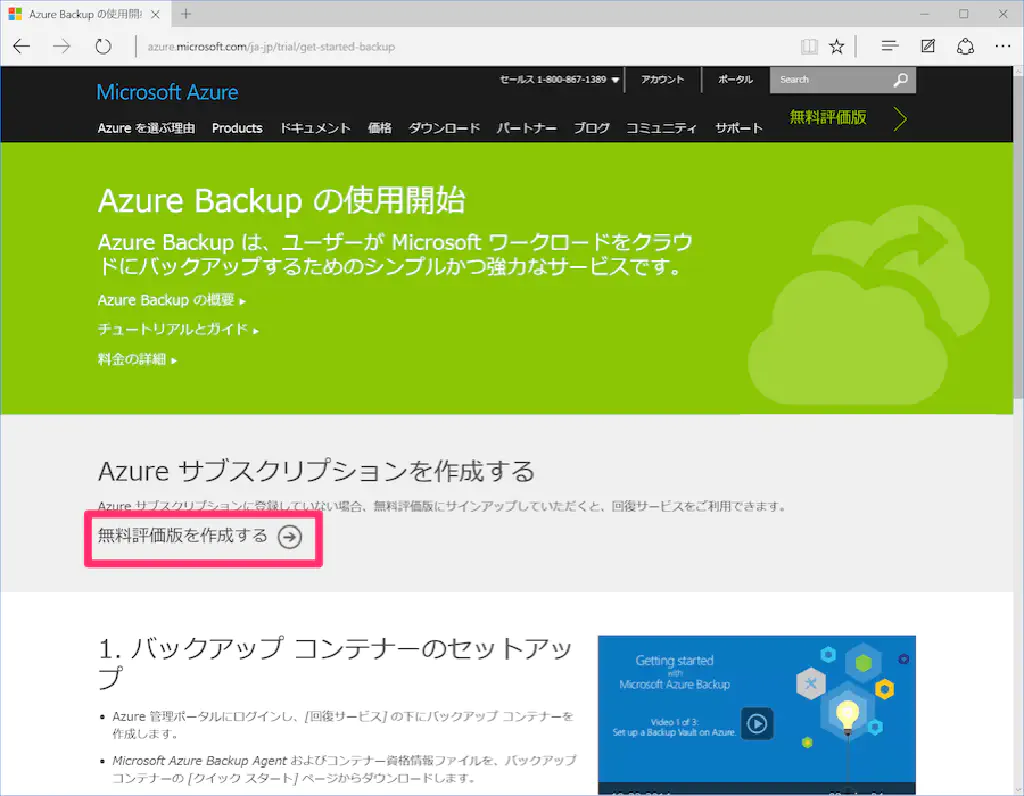 Azure Backup の使用開
azure.microsoft.com/ja-jp/trial/get-started-backup
セールス 1-800-867-1389 アカウント ポータル Search
Microsoft Azure
Azure を選ぶ理由 Products ドキュメント 価格 ダウンロード パートナー ブログ コミュニティ サポート 無料評価版
Azure Backup の使用開始
Azure Backup は、ユーザーが Microsoft ワークロードをクラウ
ドにバックアップするためのシンプルかつ強力なサービスです。
Azure Backup の概要
チュートリアルとガイド
料金の詳細
Azure サブスクリプションを作成する
Azure サブスクリプションに登録していない場合、無料評価版にサインアップしていただくと、回復サービスをご利用できます。
無料評価版を作成する
1. バックアップ コンテナーのセットアッ
プ
Azure 管理ポータルにログインし、[回復サービス] の下にバックアップ コンテナーを
作成します。
Microsoft Azure Backup Agent およびコンテナー資格情報ファイルを、バックアップ
コンテナーの [クイック スタート] ページからダウンロードします。
Getting started
with
Microsoft Azure Backup
Video 1 of 3:
Set up a Backup Vault on Azure.